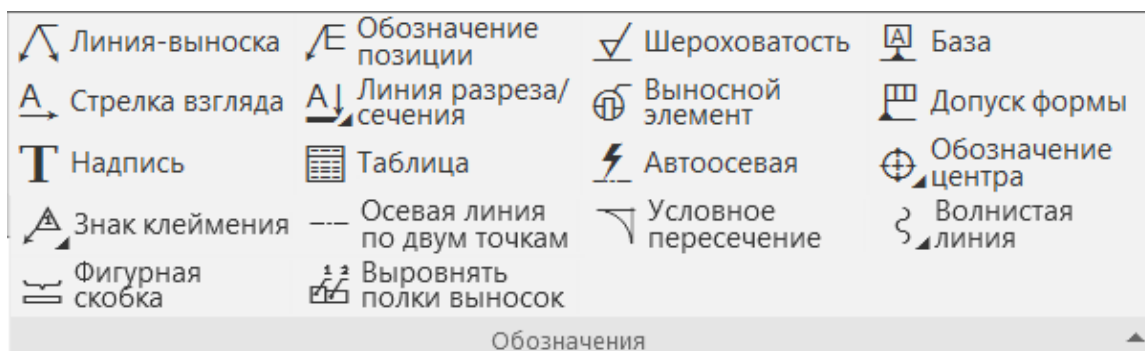 Линия-выноска
Обозначение
позиции
Шероховатость
База
Стрелка взгляда
Линия разреза/
сечения
Выносной
элемент
Допуск формы
Надпись
Таблица
Автоосевая
Обозначение
центра
Знак клеймения
Осевая линия
по двум точкам
Условное
пересечение
Волнистая
линия
Фигурная
скобка
Выровнять
полки выносок
Обозначения